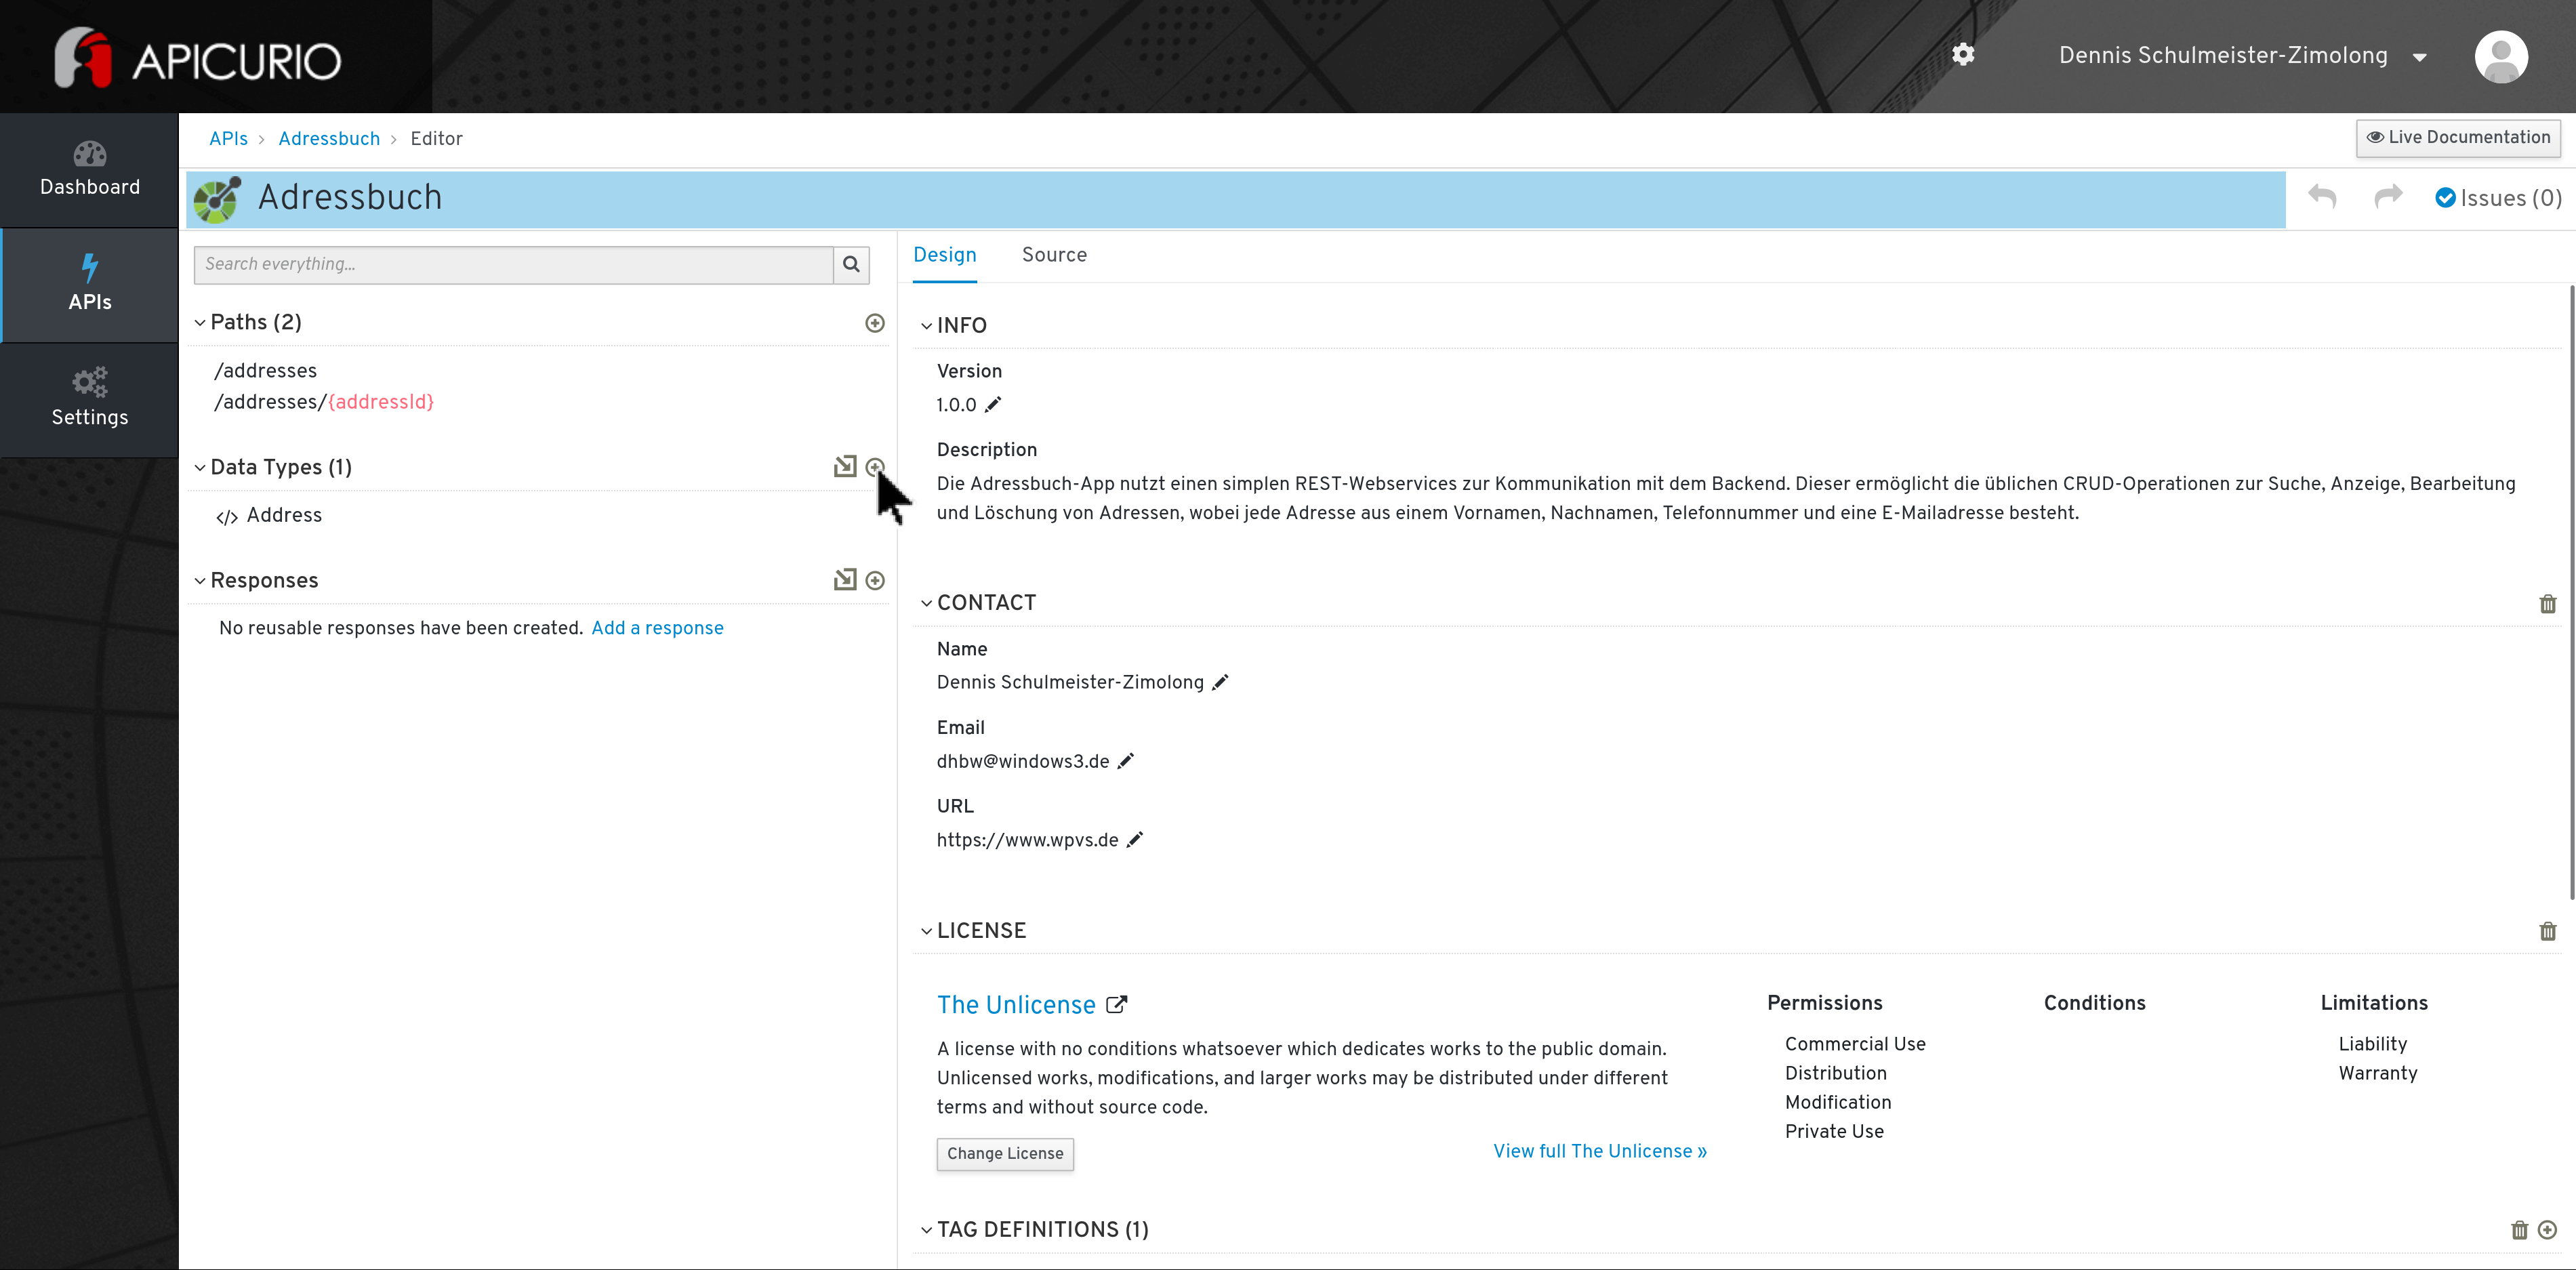 APICURIO
Dennis Schulmeister-Zimolong
Dashboard
APIs
Settings
APIs > Adressbuch > Editor
Live Documentation
Adressbuch
Issues (0)
Search everything...
Paths (2)
/addresses
/addresses/{addressId}
Data Types (1)
</> Address
Responses
No reusable responses have been created. Add a response
Design Source
INFO
Version
1.0.0
Description
Die Adressbuch-App nutzt einen simplen REST-Webservices zur Kommunikation mit dem Backend. Dieser ermöglicht die üblichen CRUD-Operationen zur Suche, Anzeige, Bearbeitung
und Löschung von Adressen, wobei jede Adresse aus einem Vornamen, Nachnamen, Telefonnummer und eine E-Mailadresse besteht.
CONTACT
Name
Dennis Schulmeister-Zimolong
Email
dhbw@windows3.de
URL
https://www.wpvs.de
LICENSE
The Unlicense
A license with no conditions whatsoever which dedicates works to the public domain.
Unlicensed works, modifications, and larger works may be distributed under different
terms and without source code.
Change License
View full The Unlicense »
Permissions
Commercial Use
Distribution
Modification
Private Use
Conditions
Limitations
Liability
Warranty
TAG DEFINITIONS (1)